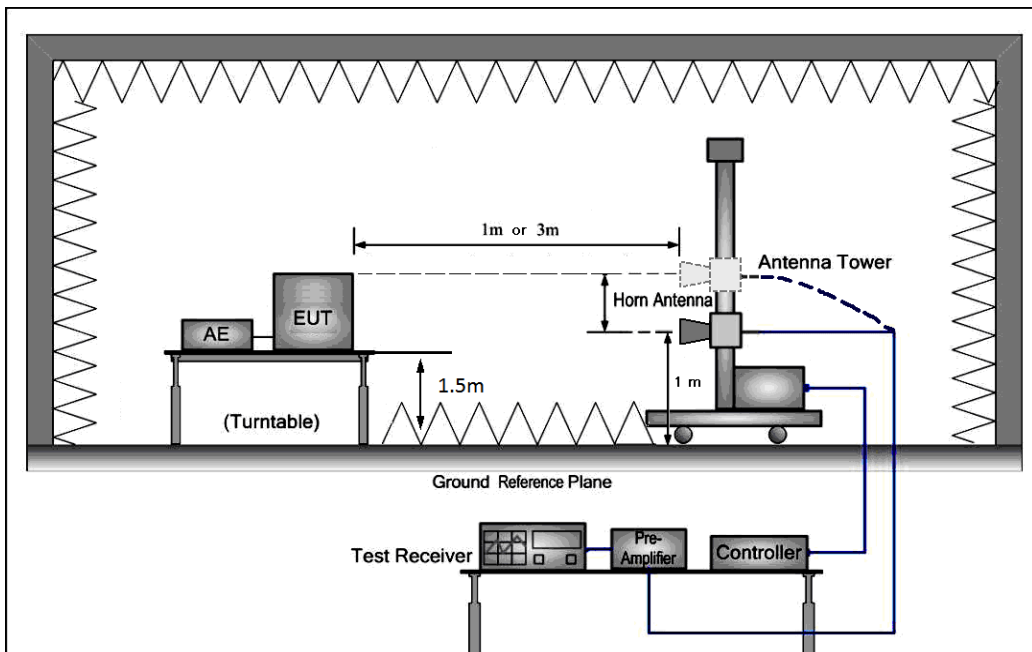 1m or 3m
Antenna Tower
Horn Antenna
EUT
AE
1.5m
1 m
(Turntable)
Ground Reference Plane
Test Receiver
Pre-
Amplifier
Controller